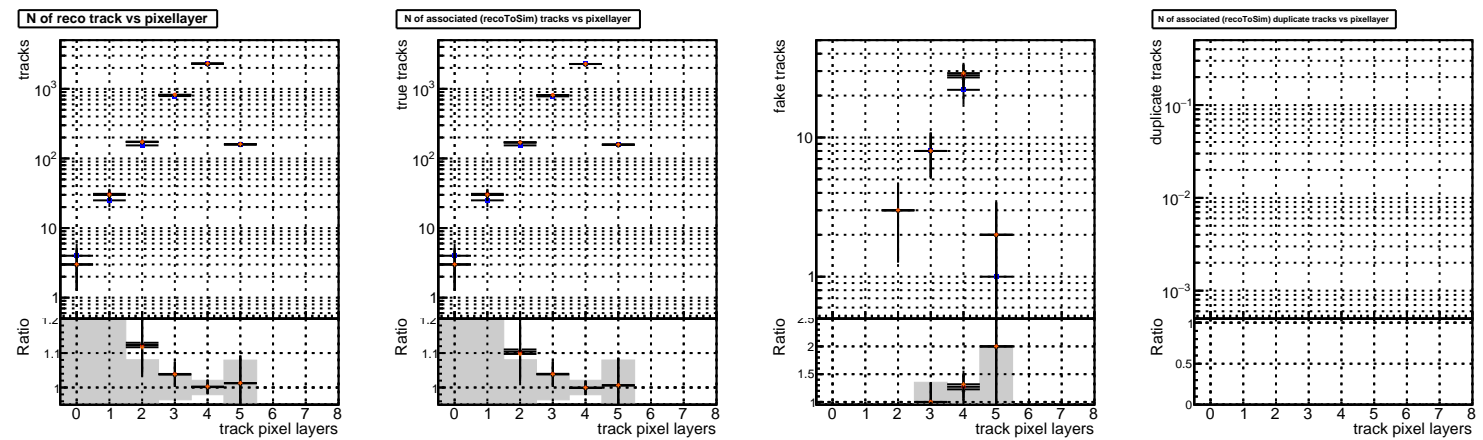 N of reco track vs pixellayer
tracks
10³
10²
10
1
Ratio
1.2
1.1
1
0 1 2 3 4 5 6 7 8
track pixel layers
N of associated (recoToSim) tracks vs pixellayer
true tracks
10³
10²
10
1
Ratio
1.2
1.1
1
0 1 2 3 4 5 6 7 8
track pixel layers
fake tracks
10
1
Ratio
2.5
2
1.5
1
0 1 2 3 4 5 6 7 8
track pixel layers
N of associated (recoToSim) duplicate tracks vs pixellayer
duplicate tracks
10⁻¹
10⁻²
10⁻³
Ratio
1
0.5
0
0 1 2 3 4 5 6 7 8
track pixel layers